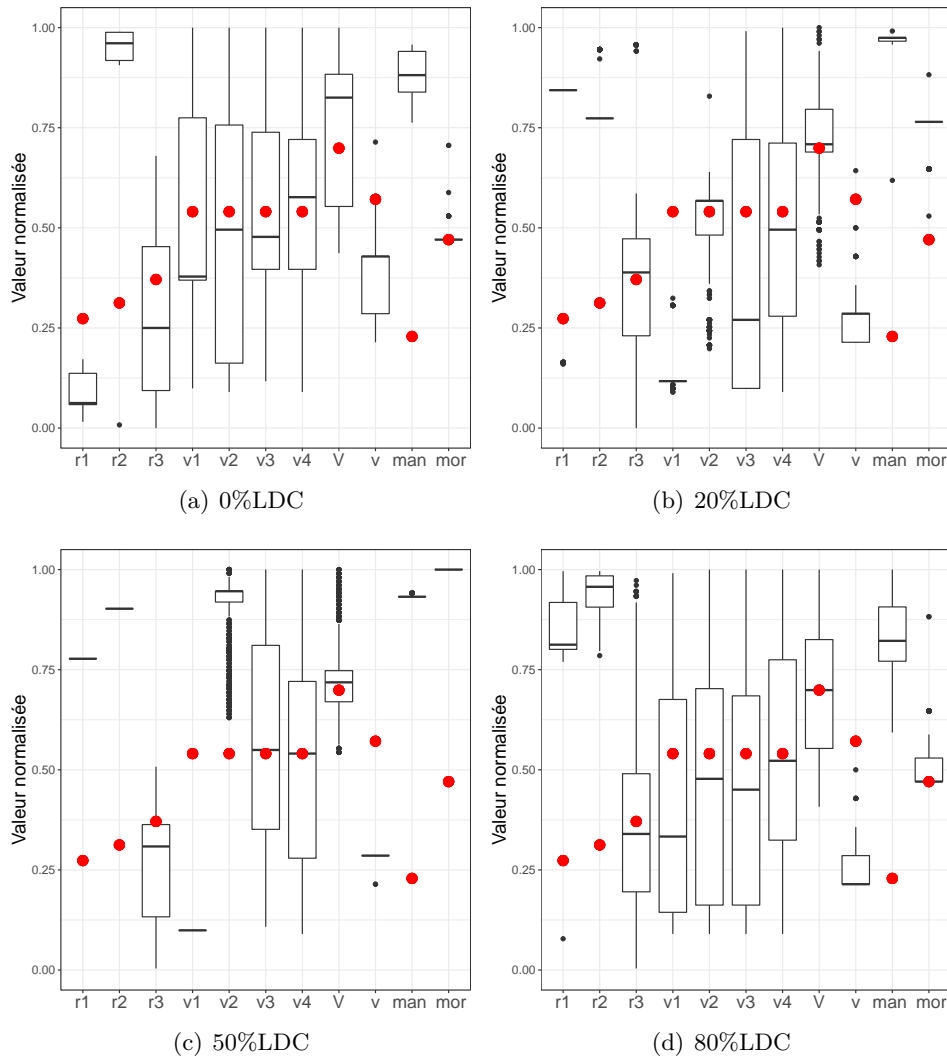 Valeur normalisée
1.00
0.75
0.50
0.25
0.00
r1 r2 r3 v1 v2 v3 v4 V v man mor
(a) 0%LDC
Valeur normalisée
1.00
0.75
0.50
0.25
0.00
r1 r2 r3 v1 v2 v3 v4 V v man mor
(b) 20%LDC
Valeur normalisée
1.00
0.75
0.50
0.25
0.00
r1 r2 r3 v1 v2 v3 v4 V v man mor
(c) 50%LDC
Valeur normalisée
1.00
0.75
0.50
0.25
0.00
r1 r2 r3 v1 v2 v3 v4 V v man mor
(d) 80%LDC